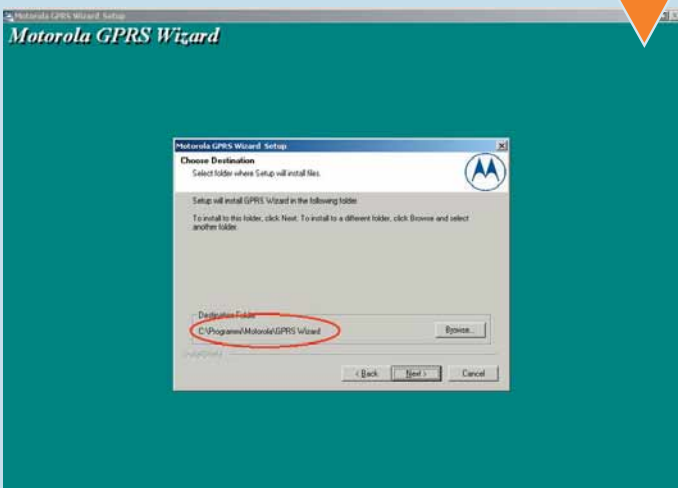 Motorola GPRS Wizard Setup
Motorola GPRS Wizard
Motorola GPRS Wizard Setup
Choose Destination
Select folder where Setup will install files.
Setup will install GPRS Wizard in the following folder.
To install to this folder, click Next. To install to a different folder, click Browse and select
another folder.
Destination Folder
C:\Programmi\Motorola\GPRS Wizard
Browse...
InstallShield
< Back
Next >
Cancel